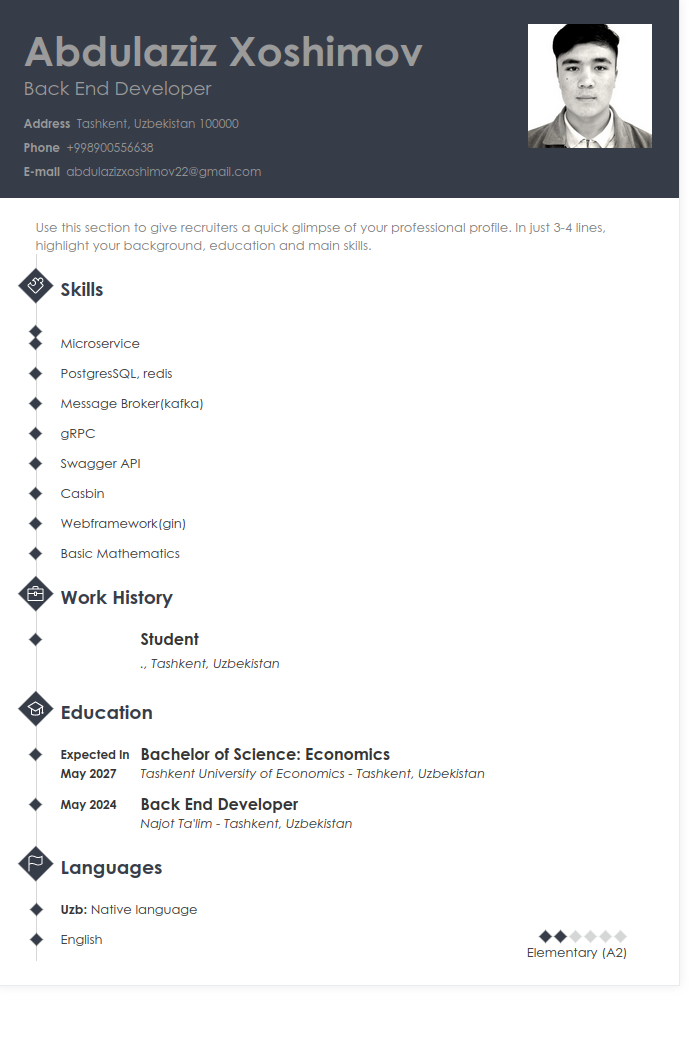 Abdulaziz Xoshimov
Back End Developer
Address Tashkent, Uzbekistan 100000
Phone +998900556638
E-mail abdulazizxoshimov22@gmail.com
Use this section to give recruiters a quick glimpse of your professional profile. In just 3-4 lines,
highlight your background, education and main skills.
Skills
Microservice
PostgresSQL, redis
Message Broker(kafka)
gRPC
Swagger API
Casbin
Webframework(gin)
Basic Mathematics
Work History
Student
., Tashkent, Uzbekistan
Education
Expected In Bachelor of Science: Economics
May 2027 Tashkent University of Economics - Tashkent, Uzbekistan
May 2024 Back End Developer
Najot Ta'lim - Tashkent, Uzbekistan
Languages
Uzb: Native language
English
Elementary (A2)